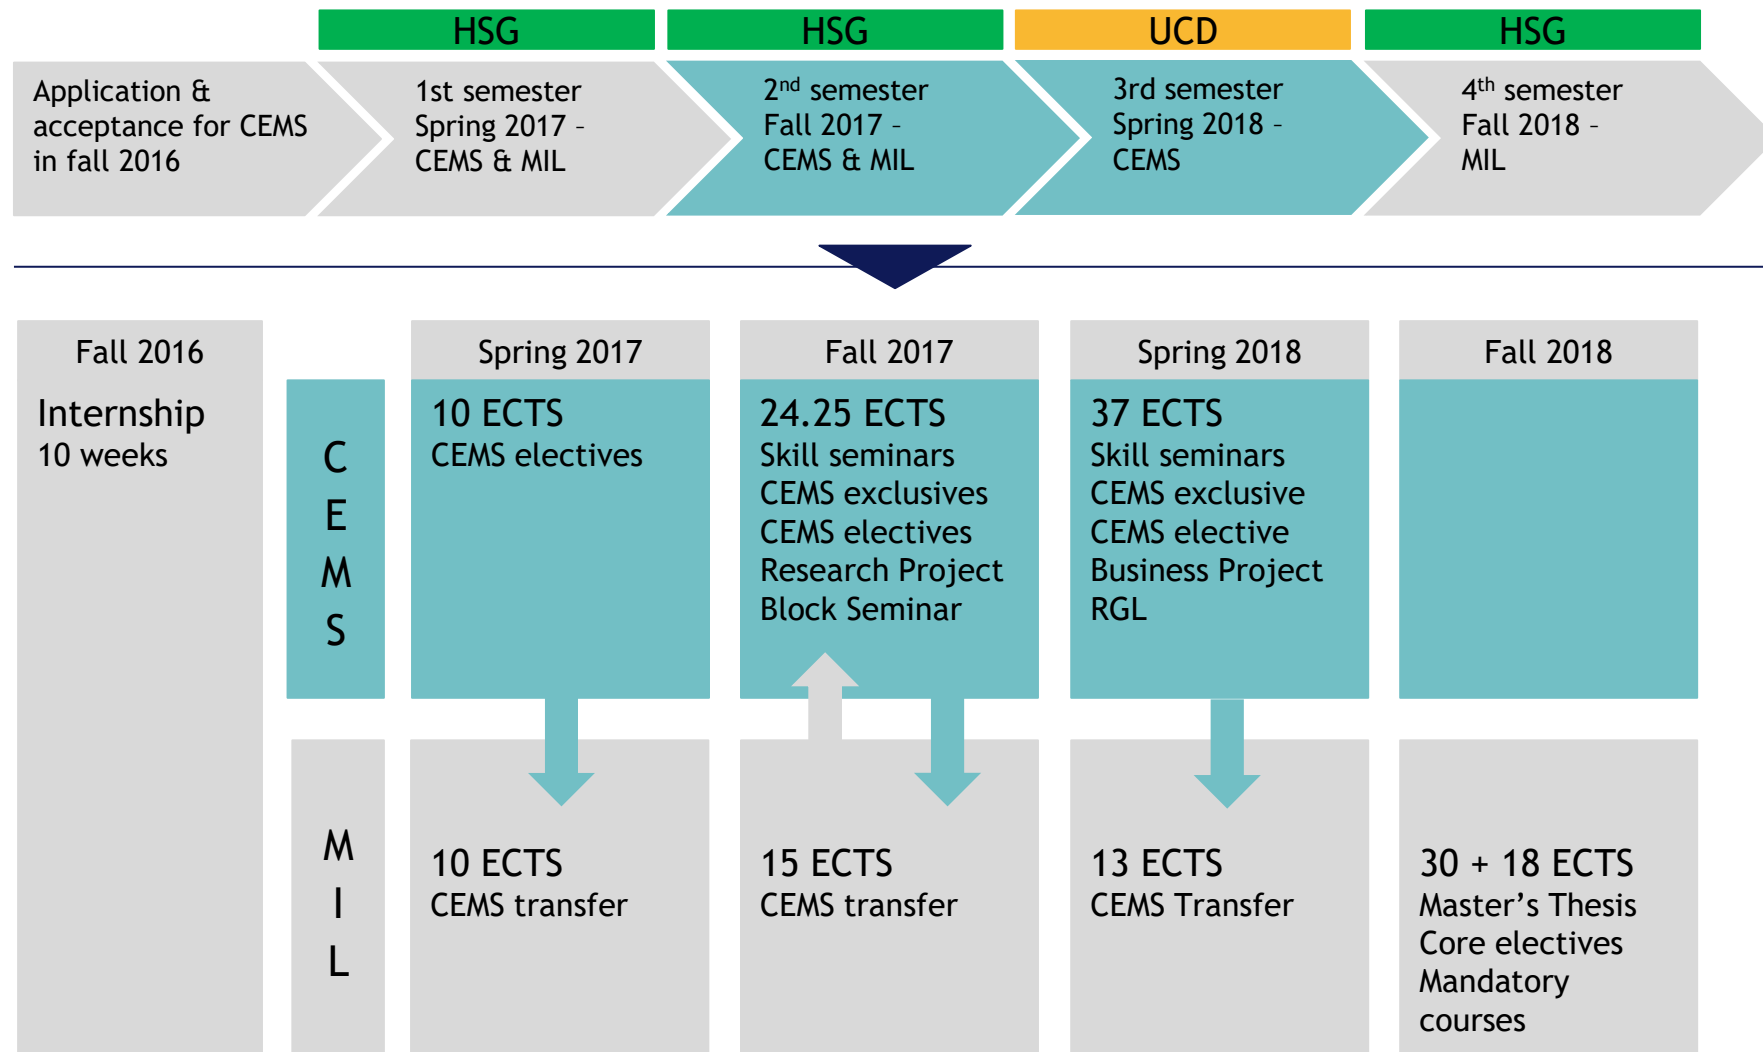 HSG
HSG
UCD
HSG
Application &
acceptance for CEMS
in fall 2016
1st semester
Spring 2017 –
CEMS & MIL
2nd semester
Fall 2017 –
CEMS & MIL
3rd semester
Spring 2018 –
CEMS
4th semester
Fall 2018 –
MIL
Fall 2016
Internship
10 weeks
C
E
M
S
Spring 2017
10 ECTS
CEMS electives
Fall 2017
24.25 ECTS
Skill seminars
CEMS exclusives
CEMS electives
Research Project
Block Seminar
Spring 2018
37 ECTS
Skill seminars
CEMS exclusive
CEMS elective
Business Project
RGL
Fall 2018
M
I
L
10 ECTS
CEMS transfer
15 ECTS
CEMS transfer
13 ECTS
CEMS Transfer
30 + 18 ECTS
Master’s Thesis
Core electives
Mandatory
courses